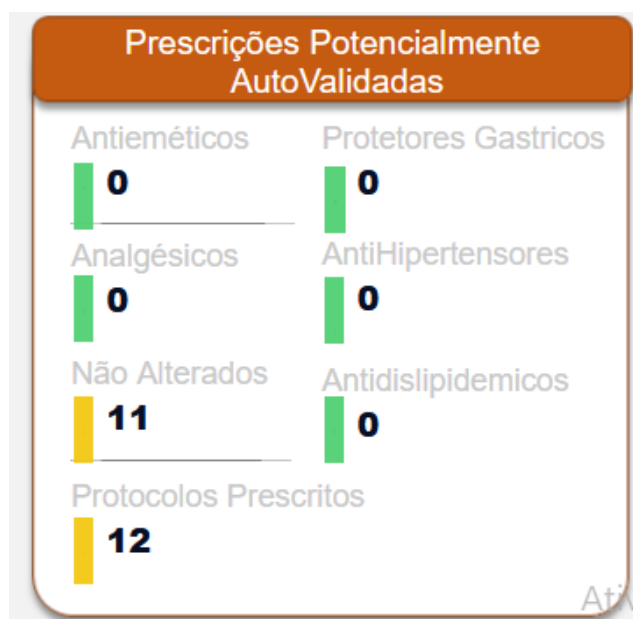 Prescrições Potencialmente
AutoValidadas
Antieméticos
0
Protetores Gastricos
0
Analgésicos
0
AntiHipertensores
0
Não Alterados
11
Antidislipidemicos
0
Protocolos Prescritos
12